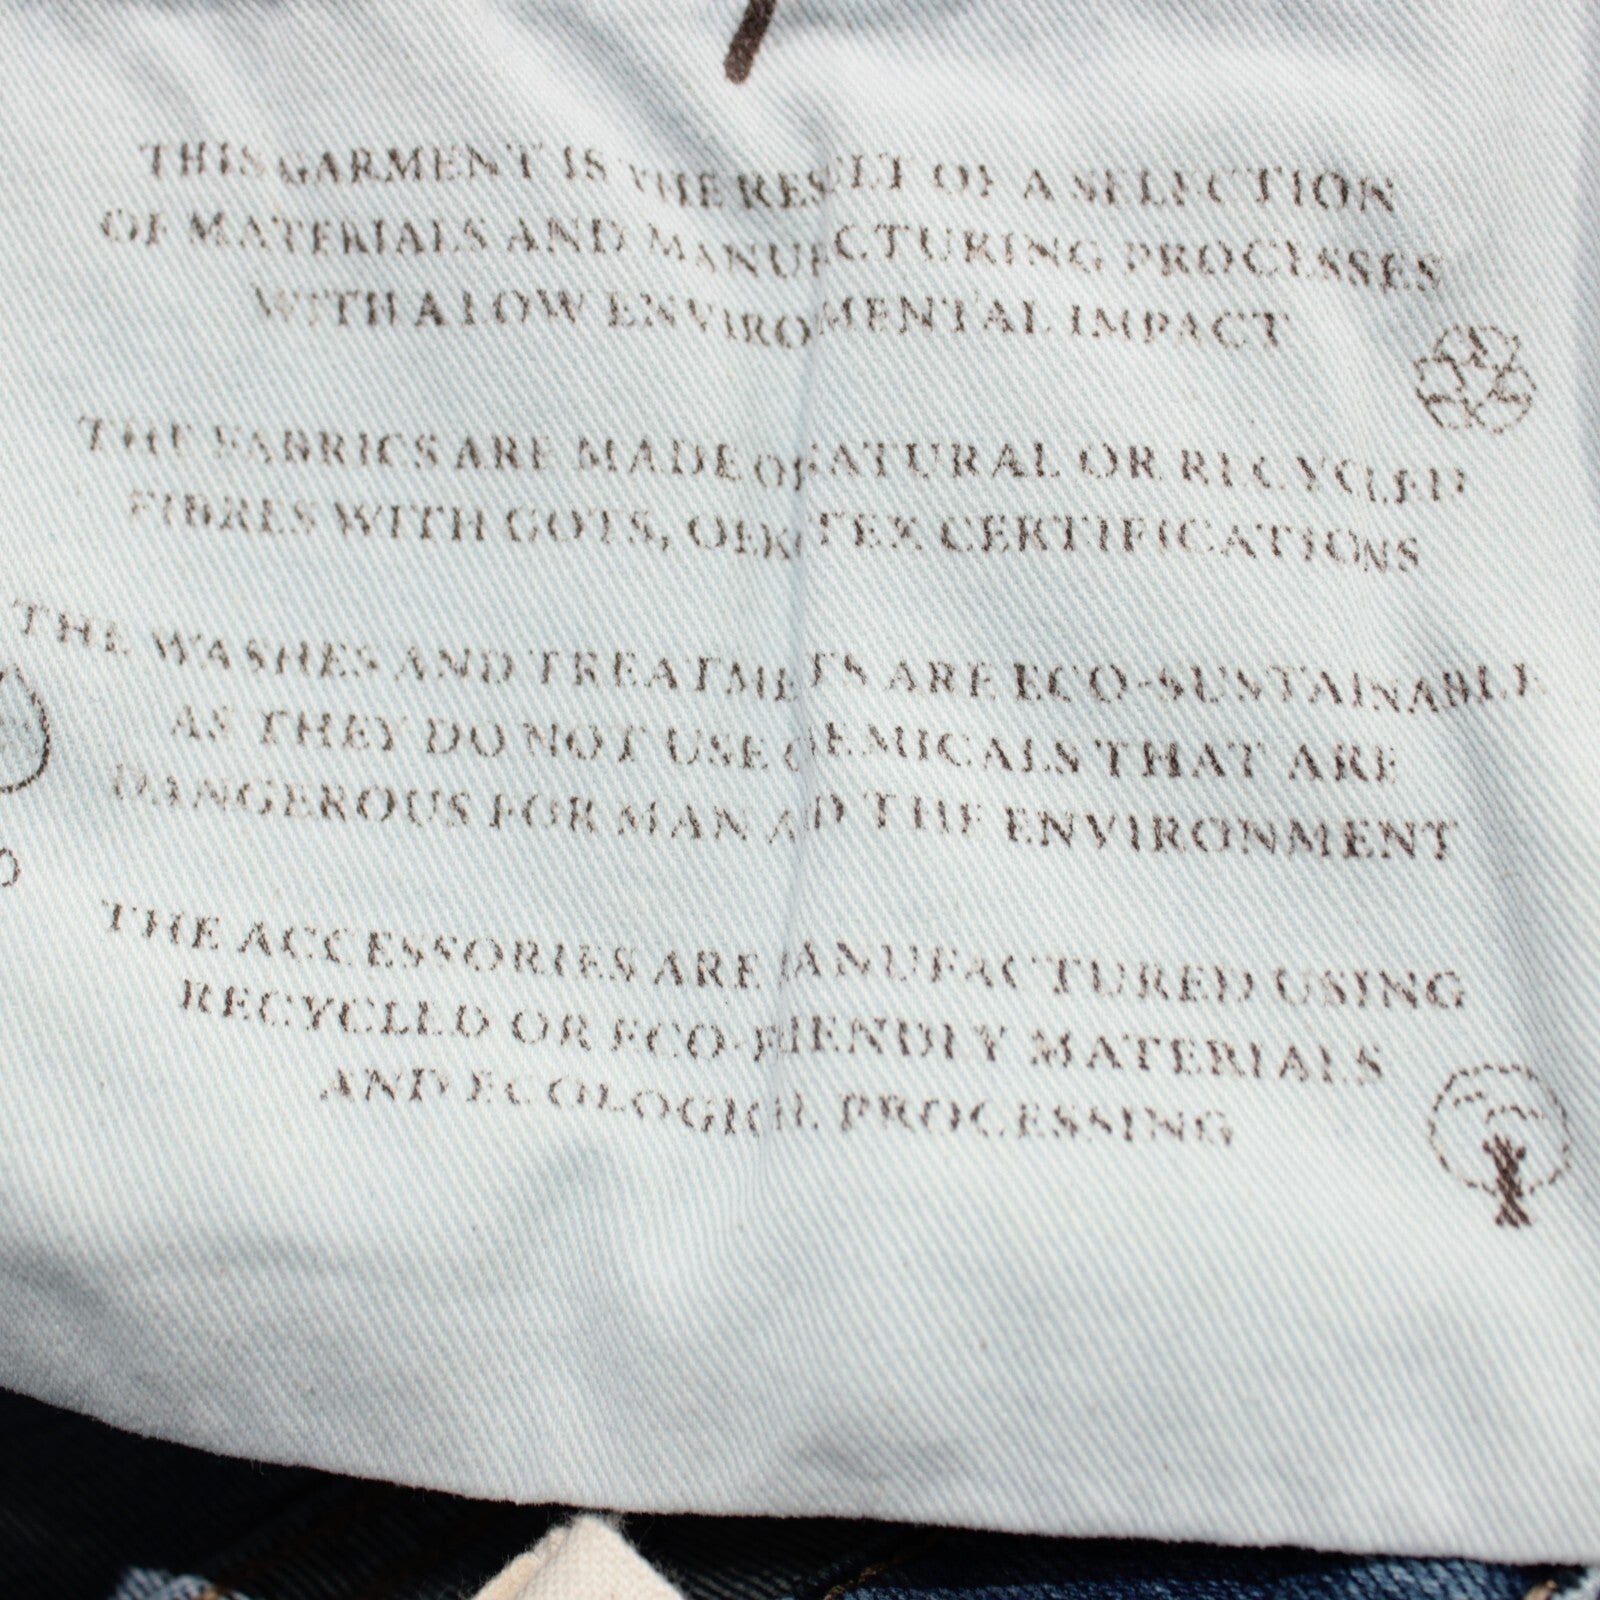 THIS GARMENT IS THE RESULT OF A SELECTION
OF MATERIALS AND MANUFACTURING PROCESSES
WITH A LOW ENVIROMENTAL IMPACT
THE FABRICS ARE MADE OF NATURAL OR RECYCLED
FIBRES WITH GOTS, OEKOTEX CERTIFICATIONS
THE WASHES AND TREATMENTS ARE ECO-SUSTAINABLE
AS THEY DO NOT USE CHEMICALS THAT ARE
DANGEROUS FOR MAN AND THE ENVIRONMENT
THE ACCESSORIES ARE MANUFACTURED USING
RECYCLED OR ECO-FRIENDLY MATERIALS
AND ECOLOGICAL PROCESSING